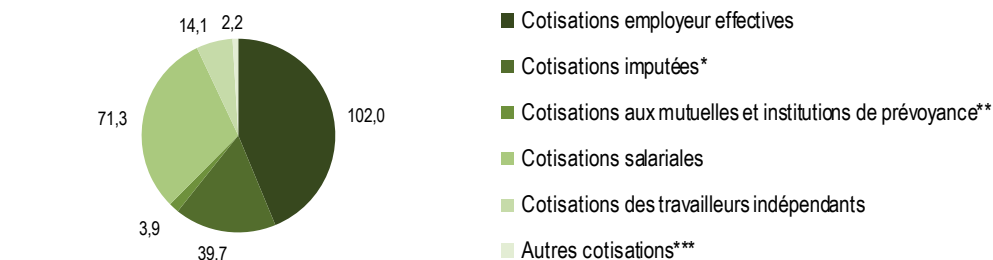 14,1
2,2
71,3
102,0
3,9
39,7
Cotisations employeur effectives
Cotisations imputées*
Cotisations aux mutuelles et institutions de prévoyance**
Cotisations salariales
Cotisations des travailleurs indépendants
Autres cotisations***